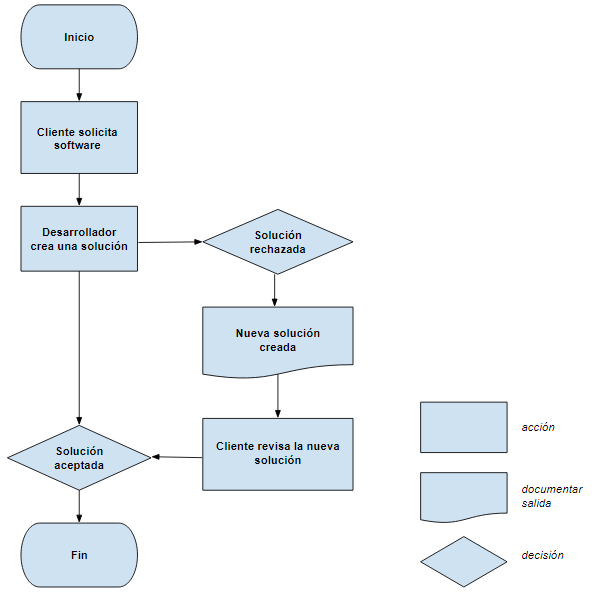 Inicio
Cliente solicita
software
Desarrollador
crea una solución
Solución
rechazada
Nueva solución
creada
Cliente revisa la nueva
solución
Solución
aceptada
Fin
acción
documentar
salida
decisión